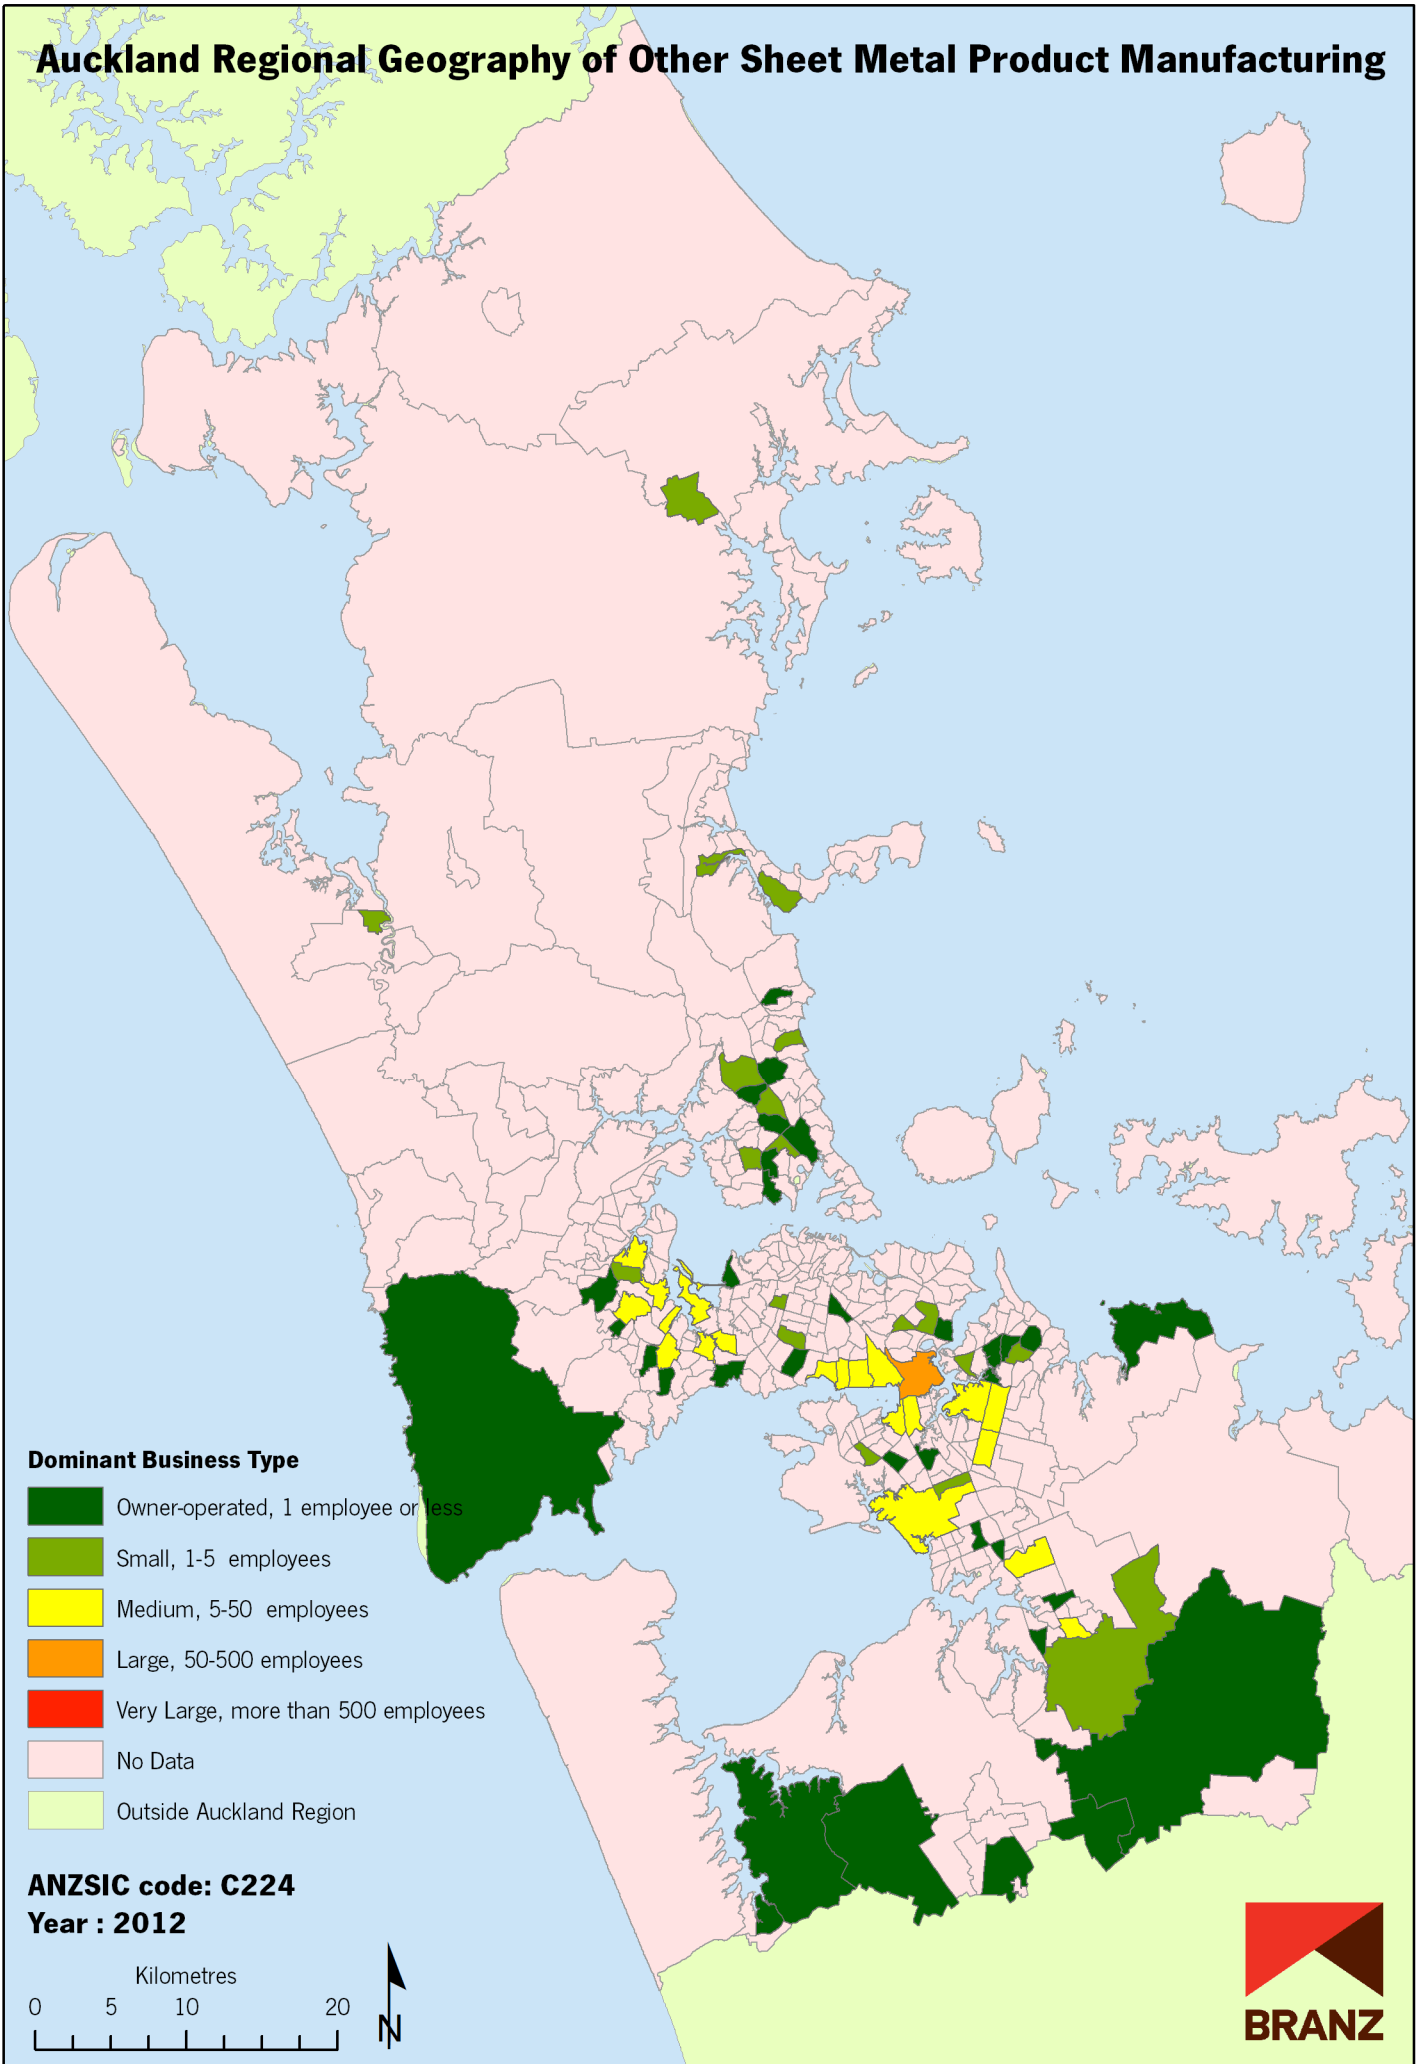 Auckland Regional Geography of Other Sheet Metal Product Manufacturing
Dominant Business Type
Owner-operated, 1 employee or less
Small, 1-5 employees
Medium, 5-50 employees
Large, 50-500 employees
Very Large, more than 500 employees
No Data
Outside Auckland Region
ANZSIC code: C224
Year : 2012
Kilometres
0 5 10 20
N
BRANZ